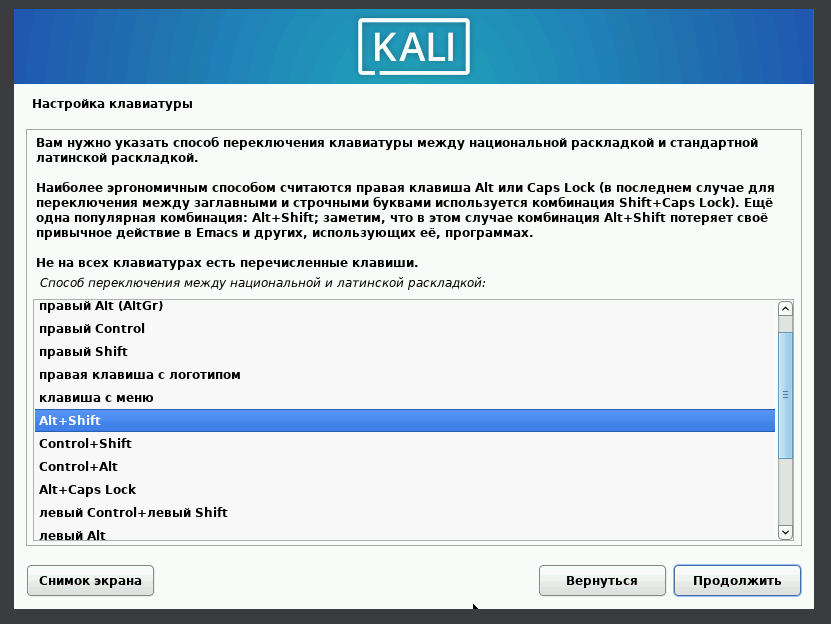 KALI
Настройка клавиатуры
Вам нужно указать способ переключения клавиатуры между национальной раскладкой и стандартной
латинской раскладкой.
Наиболее эргономичным способом считаются правая клавиша Alt или Caps Lock (в последнем случае для
переключения между заглавными и строчными буквами используется комбинация Shift+Caps Lock). Ещё
одна популярная комбинация: Alt+Shift; заметим, что в этом случае комбинация Alt+Shift потеряет своё
привычное действие в Emacs и других, использующих её, программах.
Не на всех клавиатурах есть перечисленные клавиши.
Способ переключения между национальной и латинской раскладкой:
правый Alt (AltGr)
правый Control
правый Shift
правая клавиша с логотипом
клавиша с меню
Alt+Shift
Control+Shift
Control+Alt
Alt+Caps Lock
левый Control+левый Shift
левый Alt
Снимок экрана
Вернуться
Продолжить